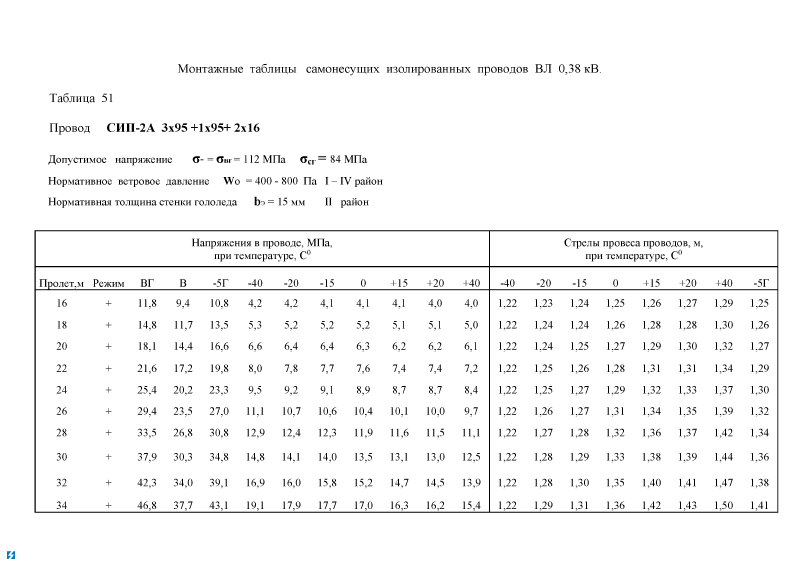 Монтажные таблицы самонесущих изолированных проводов ВЛ 0,38 кВ.
Таблица 51
Провод СИП-2А 3х95 +1х95+ 2х16
Допустимое напряжение σ- = σвг = 112 МПа σсг = 84 МПа
Нормативное ветровое давление Wо = 400 - 800 Па I – IV район
Нормативная толщина стенки гололеда bэ = 15 мм II район
Напряжения в проводе, МПа, Стрелы провеса проводов, м,
при температуре, С⁰ при температуре, С⁰
Пролет,м Режим ВГ В -5Г -40 -20 -15 0 +15 +20 +40 -40 -20 -15 0 +15 +20 +40 -5Г
16 + 11,8 9,4 10,8 4,2 4,2 4,1 4,1 4,1 4,0 4,0 1,22 1,23 1,24 1,25 1,26 1,27 1,29 1,25
18 + 14,8 11,7 13,5 5,3 5,2 5,2 5,2 5,1 5,1 5,0 1,22 1,24 1,24 1,26 1,28 1,28 1,30 1,26
20 + 18,1 14,4 16,6 6,6 6,4 6,4 6,3 6,2 6,2 6,1 1,22 1,24 1,25 1,27 1,29 1,30 1,32 1,27
22 + 21,6 17,2 19,8 8,0 7,8 7,7 7,6 7,4 7,4 7,2 1,22 1,25 1,26 1,28 1,31 1,31 1,34 1,29
24 + 25,4 20,2 23,3 9,5 9,2 9,1 8,9 8,7 8,7 8,4 1,22 1,25 1,27 1,29 1,32 1,33 1,37 1,30
26 + 29,4 23,5 27,0 11,1 10,7 10,6 10,4 10,1 10,0 9,7 1,22 1,26 1,27 1,31 1,34 1,35 1,39 1,32
28 + 33,5 26,8 30,8 12,9 12,4 12,3 11,9 11,6 11,5 11,1 1,22 1,27 1,28 1,32 1,36 1,37 1,42 1,34
30 + 37,9 30,3 34,8 14,8 14,1 14,0 13,5 13,1 13,0 12,5 1,22 1,28 1,29 1,33 1,38 1,39 1,44 1,36
32 + 42,3 34,0 39,1 16,9 16,0 15,8 15,2 14,7 14,5 13,9 1,22 1,28 1,30 1,35 1,40 1,41 1,47 1,38
34 + 46,8 37,7 43,1 19,1 17,9 17,7 17,0 16,3 16,2 15,4 1,22 1,29 1,31 1,36 1,42 1,43 1,50 1,41